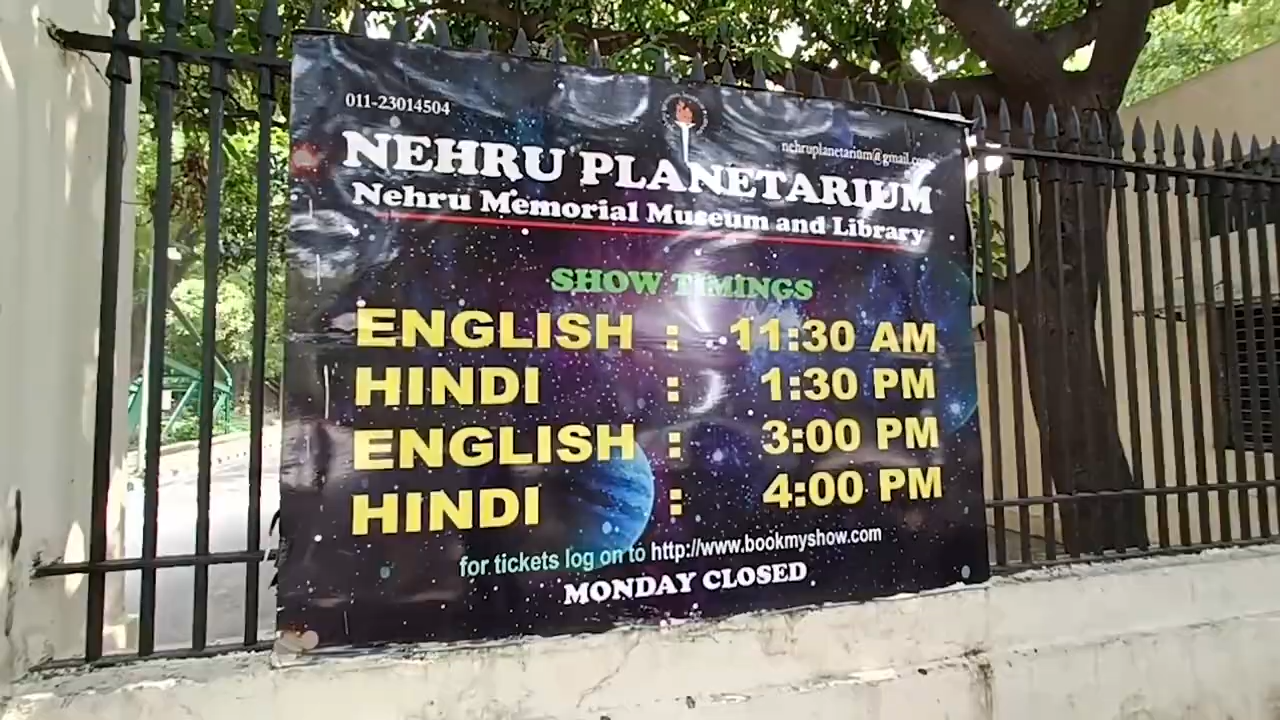 011-23014504
nehruplanetarium@gmail.com
NEHRU PLANETARIUM
Nehru Memorial Museum and Library
SHOW TIMINGS
ENGLISH : 11:30 AM
HINDI : 1:30 PM
ENGLISH : 3:00 PM
HINDI : 4:00 PM
for tickets log on to http://www.bookmyshow.com
MONDAY CLOSED